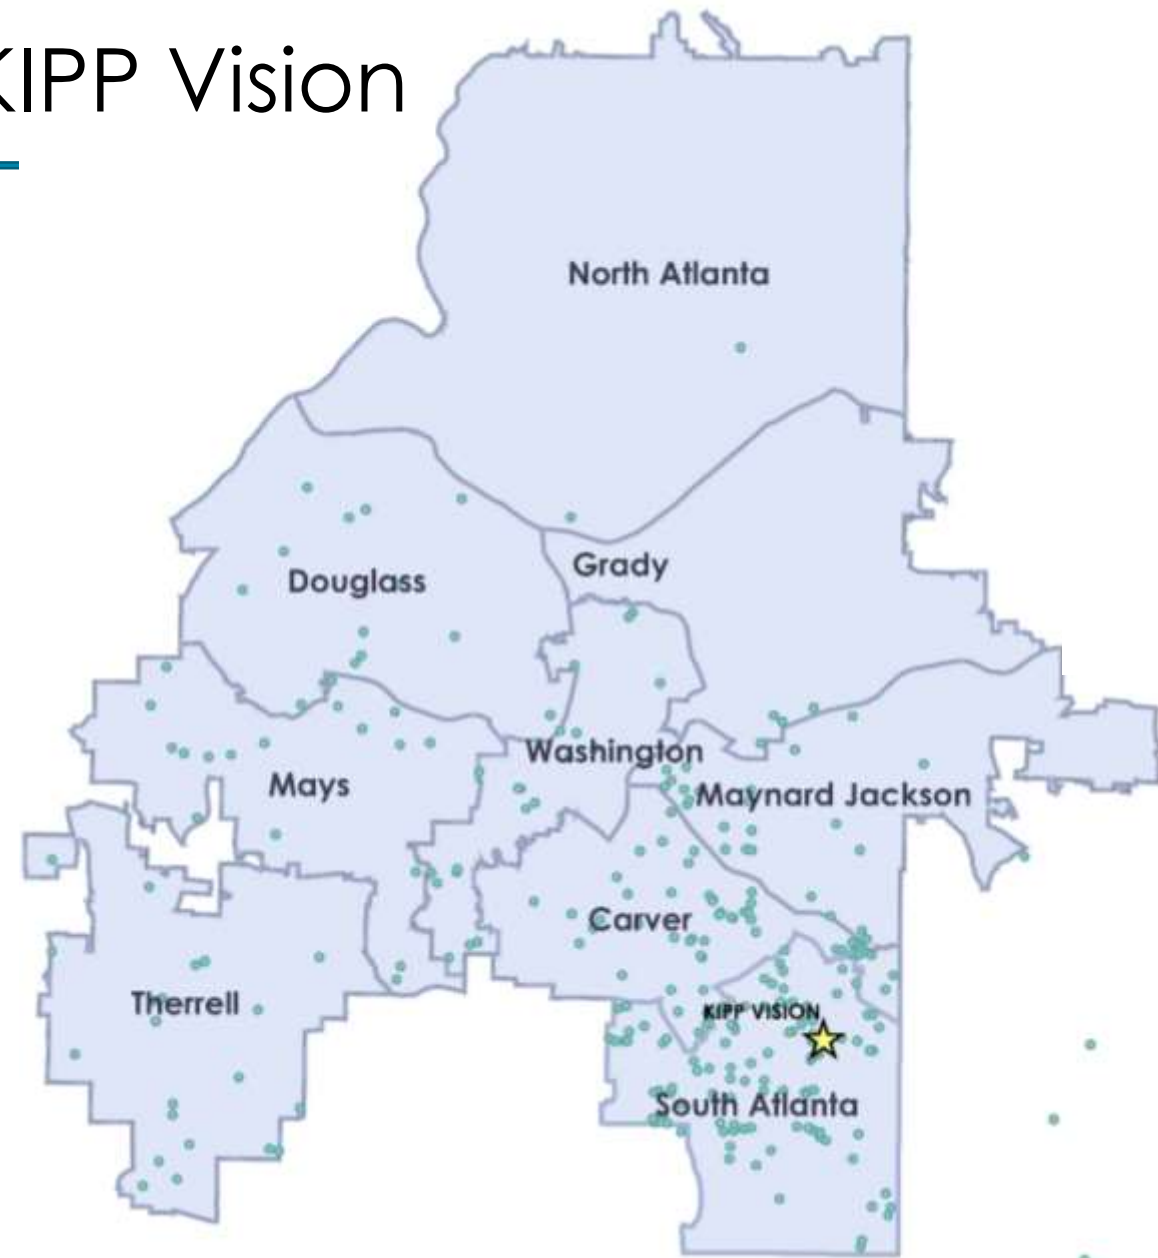 KIPP Vision
North Atlanta
Grady
Douglass
Washington
Mays
Maynard Jackson
Carver
Therrell
KIPP VISION
South Atlanta